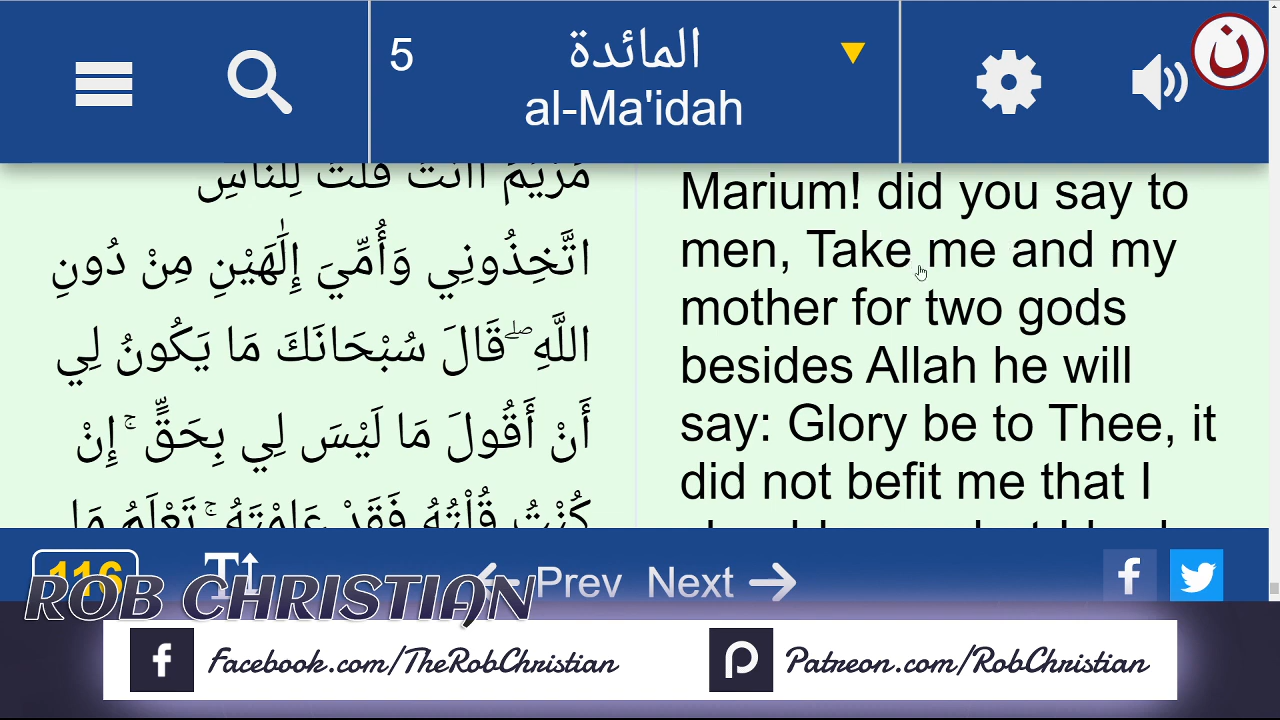 5
المائدة
al-Ma'idah
ن
مَرْيَمَ أَأَنْتَ قُلْتَ لِلنَّاسِ
اتَّخِذُونِي وَأُمِّيَ إِلَٰهَيْنِ مِنْ دُونِ
اللَّهِ ۖ قَالَ سُبْحَانَكَ مَا يَكُونُ لِي
أَنْ أَقُولَ مَا لَيْسَ لِي بِحَقٍّ ۚ إِنْ
كُنْتُ قُلْتُهُ فَقَدْ عَلِمْتَهُ ۚ تَعْلَمُ مَا
Marium! did you say to
men, Take me and my
mother for two gods
besides Allah he will
say: Glory be to Thee, it
did not befit me that I
116
Prev Next
ROB CHRISTIAN
Facebook.com/TheRobChristian
Patreon.com/RobChristian